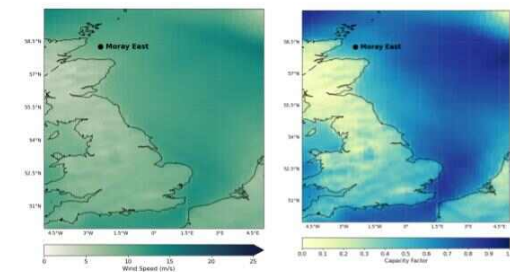 58.5°N
Moray East
57°N
55.5°N
54°N
52.5°N
51°N
4.5°W 3°W 1.5°W 0° 1.5°E 3°E 4.5°E
0 5 10 15 20 25
Wind Speed (m/s)
58.5°N
Moray East
57°N
55.5°N
54°N
52.5°N
51°N
4.5°W 3°W 1.5°W 0° 1.5°E 3°E 4.5°E
0.0 0.1 0.2 0.3 0.4 0.5 0.6 0.7 0.8 0.9 1
Capacity Factor